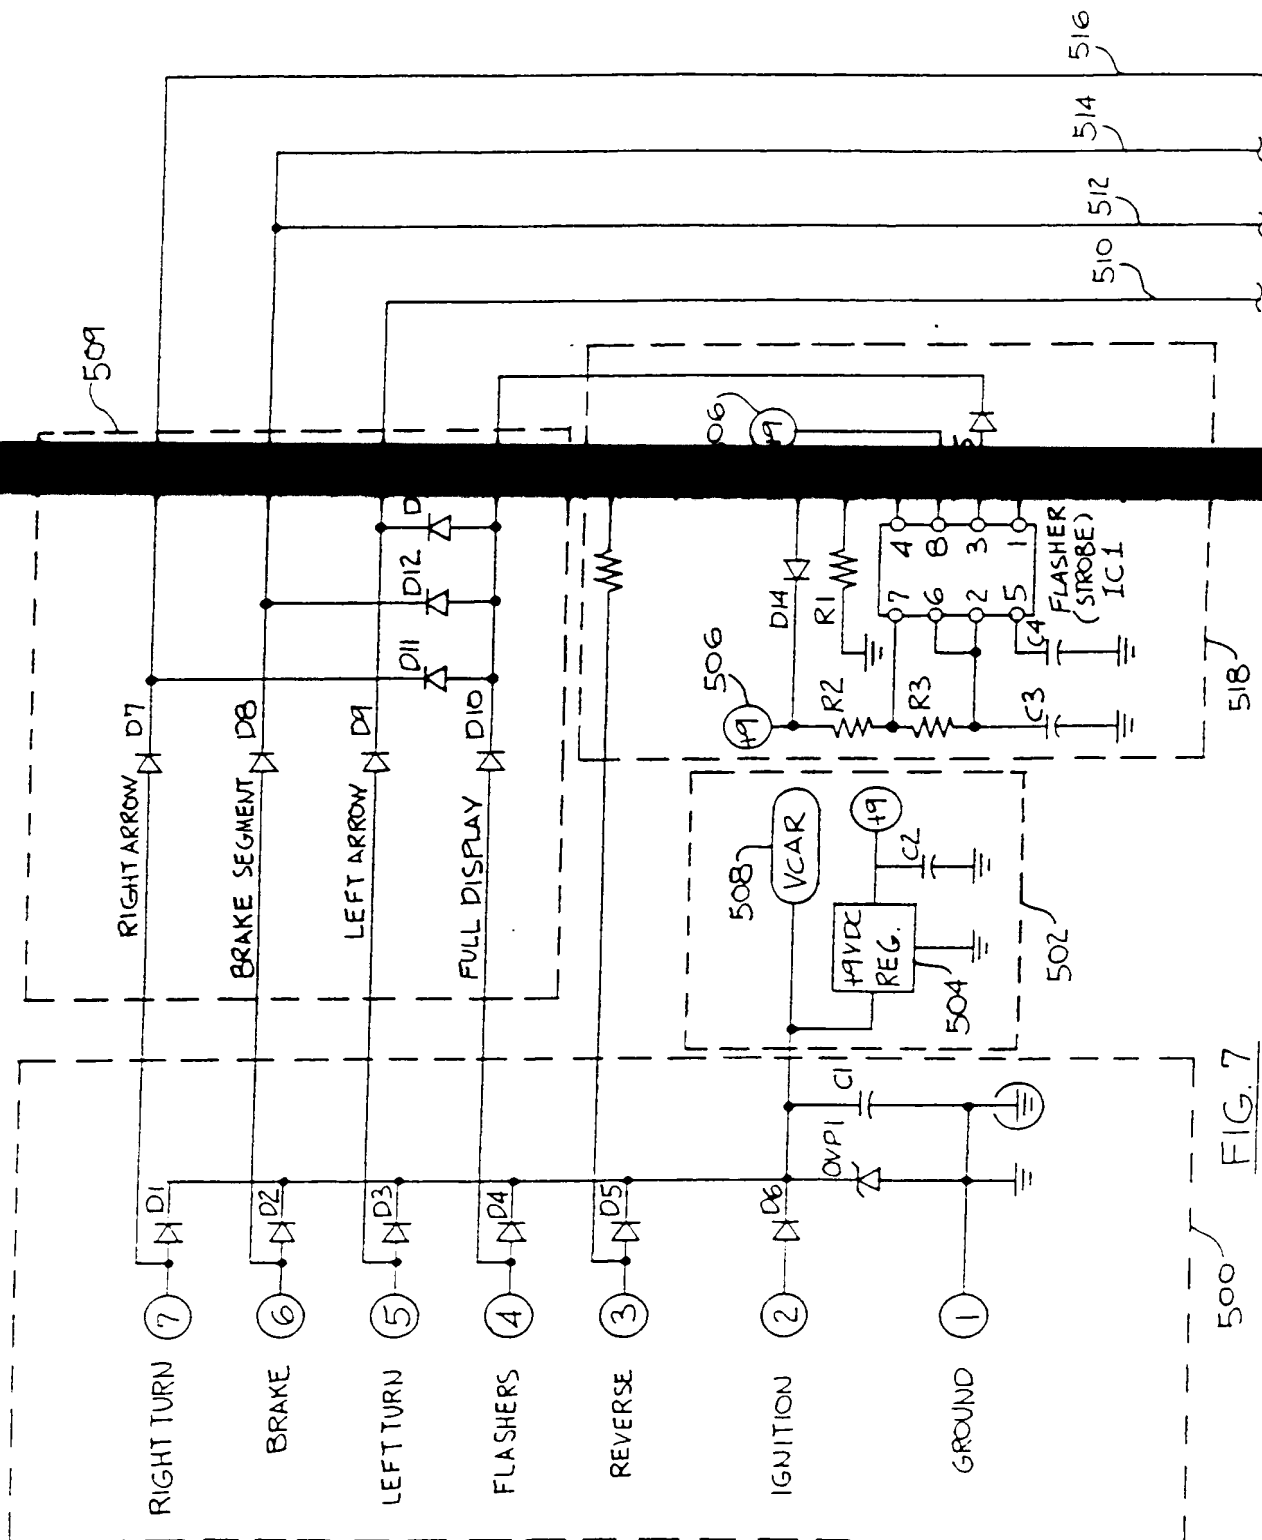 RIGHT TURN
7
D1
BRAKE
6
D2
LEFT TURN
5
D3
FLASHERS
4
D4
REVERSE
3
D5
IGNITION
2
D6
GROUND
1
OVP1
C1
500
RIGHT ARROW
D7
BRAKE SEGMENT
D8
LEFT ARROW
D9
FULL DISPLAY
D10
D11
D12
D
509
508
VCAR
+9VDC
REG.
504
+9
C2
502
506
+9
D14
R1
R2
R3
C3
C4
7
6
2
5
4
8
3
1
FLASHER
(STROBE)
IC1
+9
518
510
512
514
516
FIG. 7